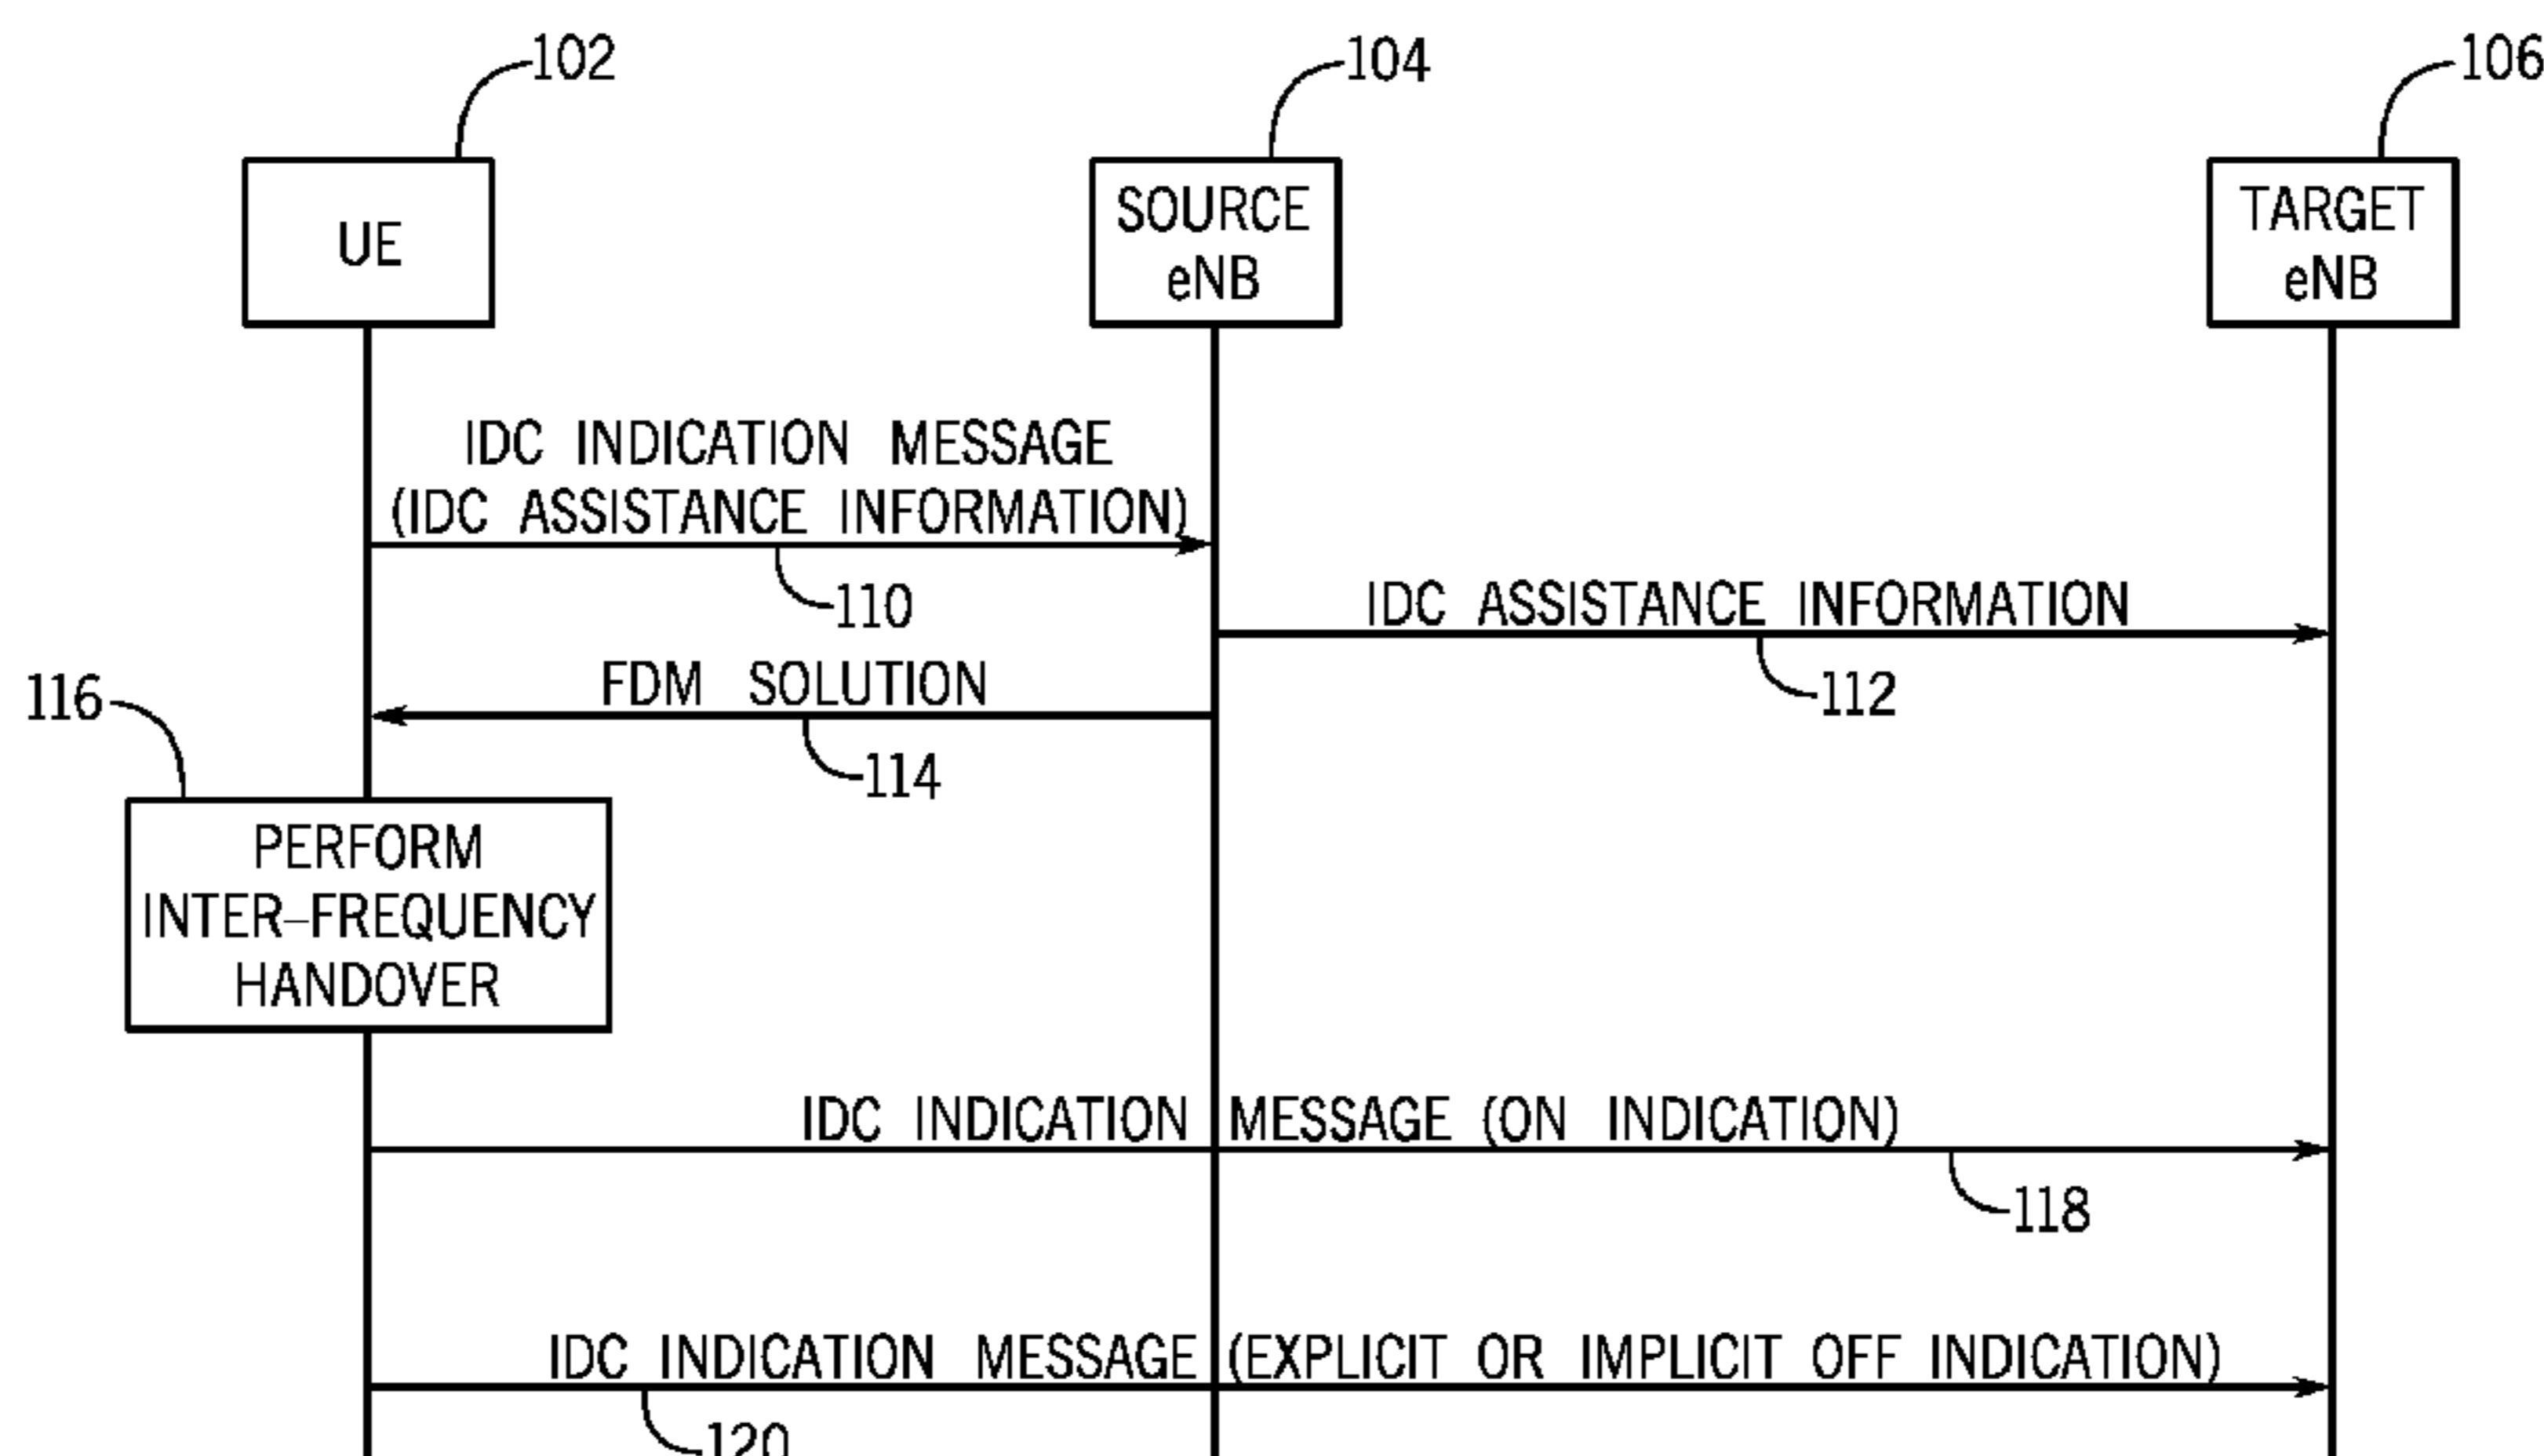 102
104
106
UE
SOURCE
eNB
TARGET
eNB
IDC INDICATION MESSAGE
(IDC ASSISTANCE INFORMATION)
110
IDC ASSISTANCE INFORMATION
112
FDM SOLUTION
114
116
PERFORM
INTER–FREQUENCY
HANDOVER
IDC INDICATION MESSAGE (ON INDICATION)
118
IDC INDICATION MESSAGE (EXPLICIT OR IMPLICIT OFF INDICATION)
120